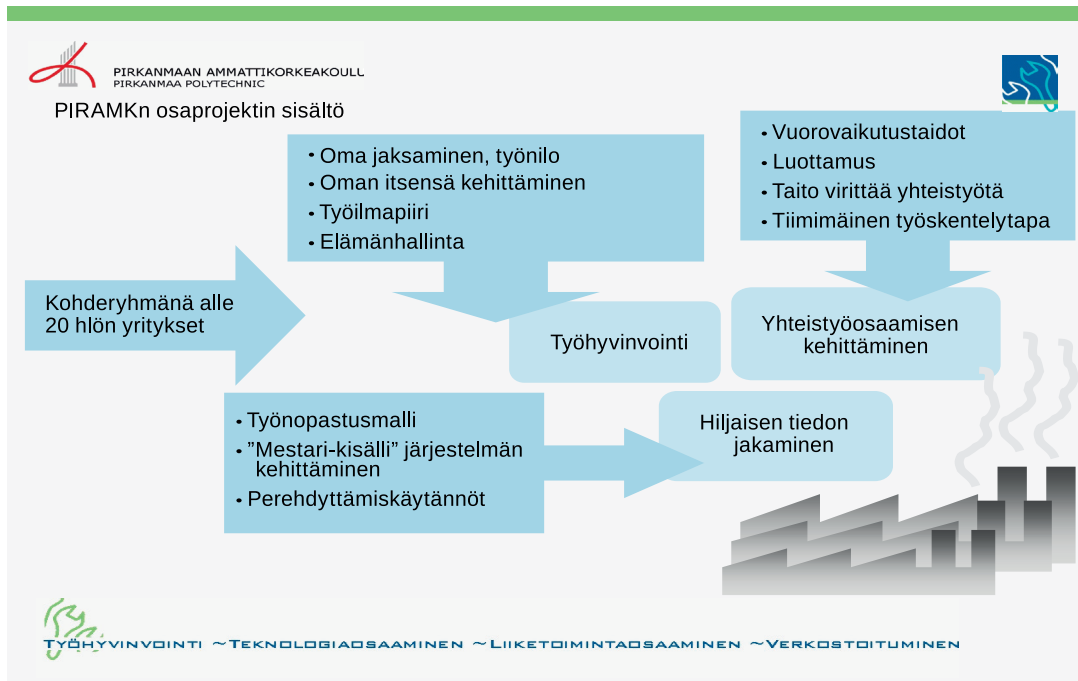 PIRKANMAAN AMMATTIKORKEAKOULU
PIRKANMAA POLYTECHNIC
PIRAMKn osaprojektin sisältö
• Oma jaksaminen, työnilo
• Oman itsensä kehittäminen
• Työilmapiiri
• Elämänhallinta
• Vuorovaikutustaidot
• Luottamus
• Taito virittää yhteistyötä
• Tiimimäinen työskentelytapa
Kohderyhmänä alle
20 hlön yritykset
Työhyvinvointi
Yhteistyöosaamisen
kehittäminen
• Työnopastusmalli
• ”Mestari-kisälli” järjestelmän
kehittäminen
• Perehdyttämiskäytännöt
Hiljaisen tiedon
jakaminen
TYÖHYVINVOINTI ~TEKNOLOGIAOSAAMINEN ~LIIKETOIMINTAOSAAMINEN ~VERKOSTOITUMINEN